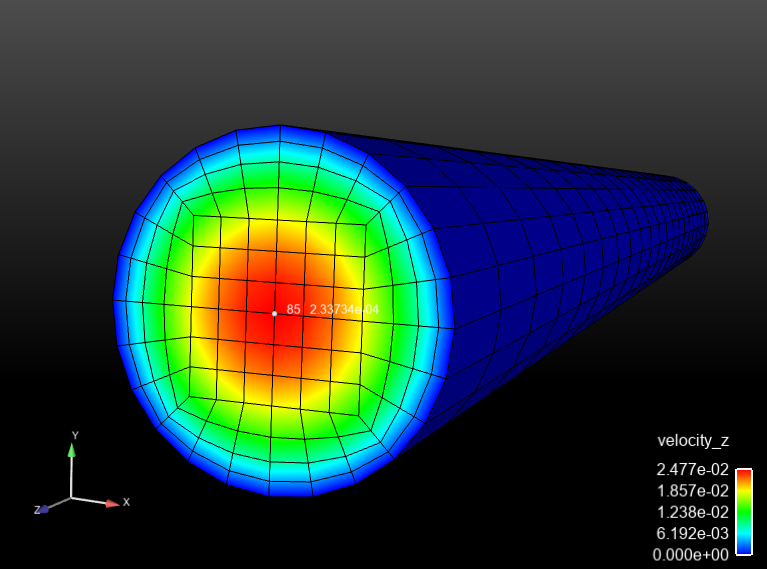 85 2.33734e-04
Y
X
Z
velocity_z
2.477e-02
1.857e-02
1.238e-02
6.192e-03
0.000e+00